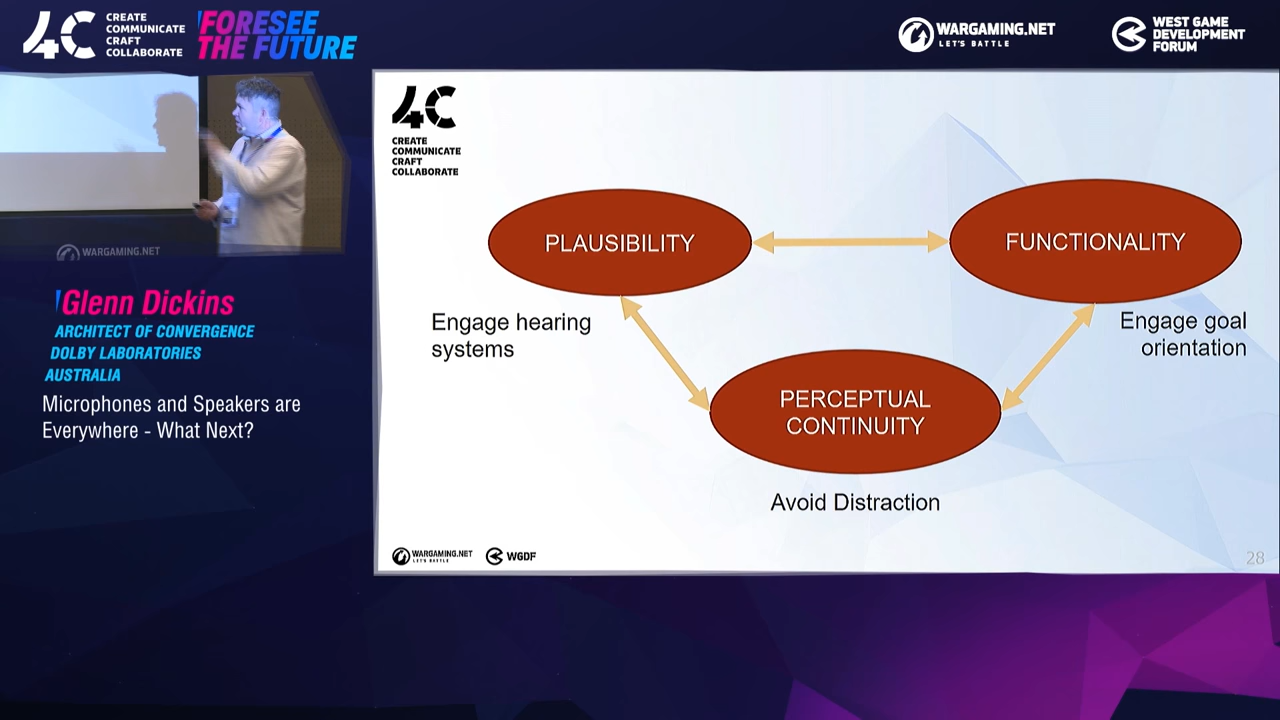 4C
CREATE
COMMUNICATE
CRAFT
COLLABORATE
FORESEE
THE FUTURE
WARGAMING.NET
LET'S BATTLE
WEST GAME
DEVELOPMENT
FORUM
WARGAMING.NET
Glenn Dickins
ARCHITECT OF CONVERGENCE
DOLBY LABORATORIES
AUSTRALIA
Microphones and Speakers are
Everywhere - What Next?
4C
CREATE
COMMUNICATE
CRAFT
COLLABORATE
PLAUSIBILITY
FUNCTIONALITY
Engage hearing
systems
Engage goal
orientation
PERCEPTUAL
CONTINUITY
Avoid Distraction
WARGAMING.NET
LET'S BATTLE
WGDF
28